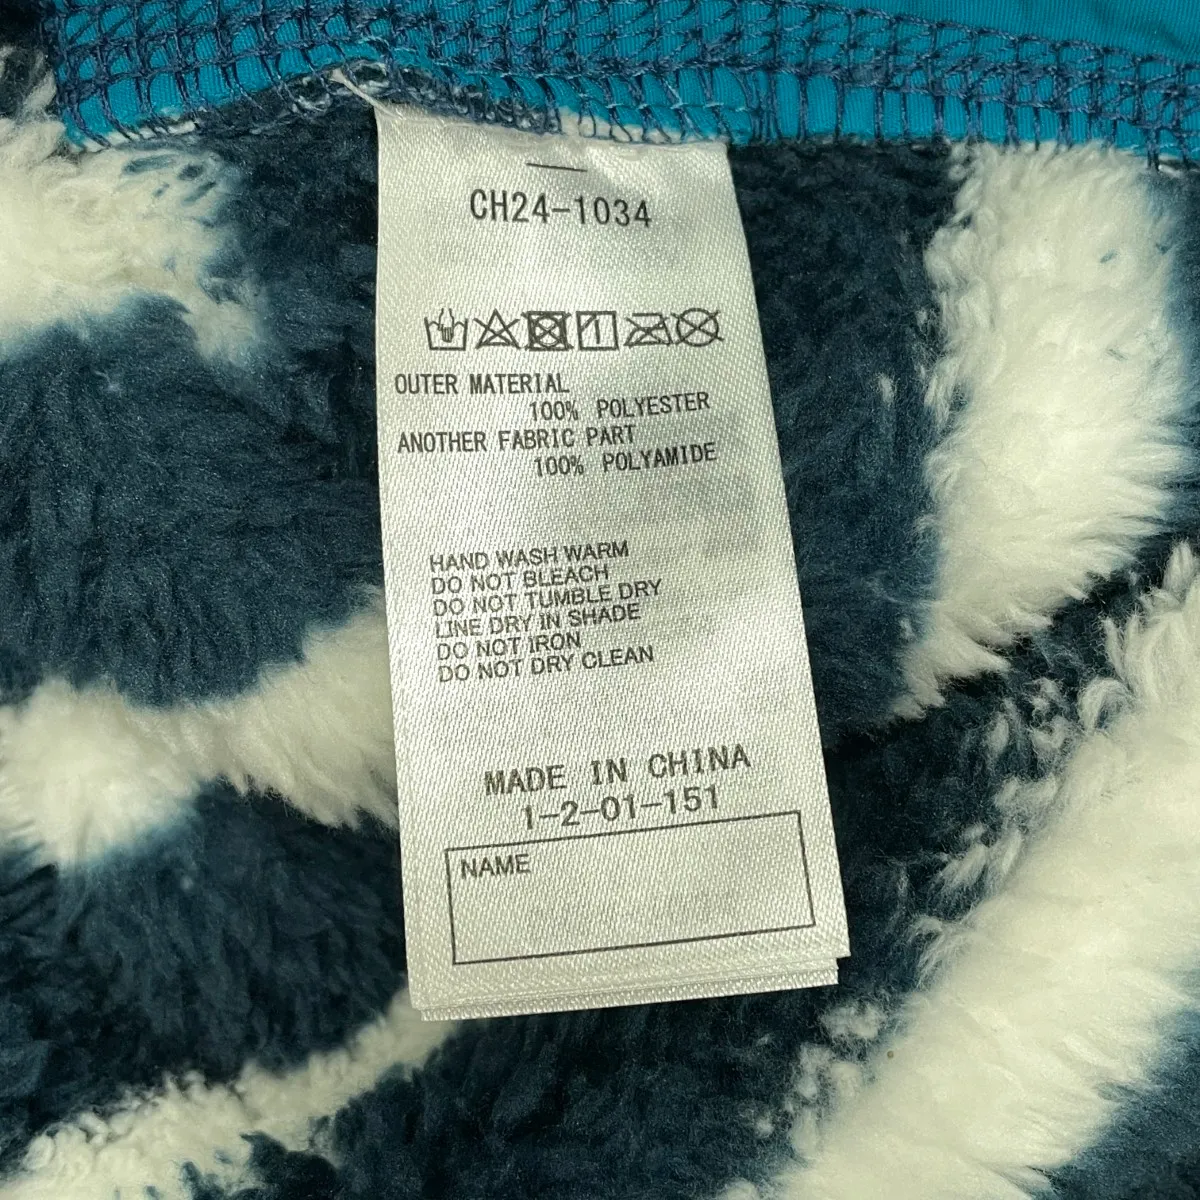 CH24-1034
OUTER MATERIAL
100% POLYESTER
ANOTHER FABRIC PART
100% POLYAMIDE
HAND WASH WARM
DO NOT BLEACH
DO NOT TUMBLE DRY
LINE DRY IN SHADE
DO NOT IRON
DO NOT DRY CLEAN
MADE IN CHINA
1-2-01-151
NAME